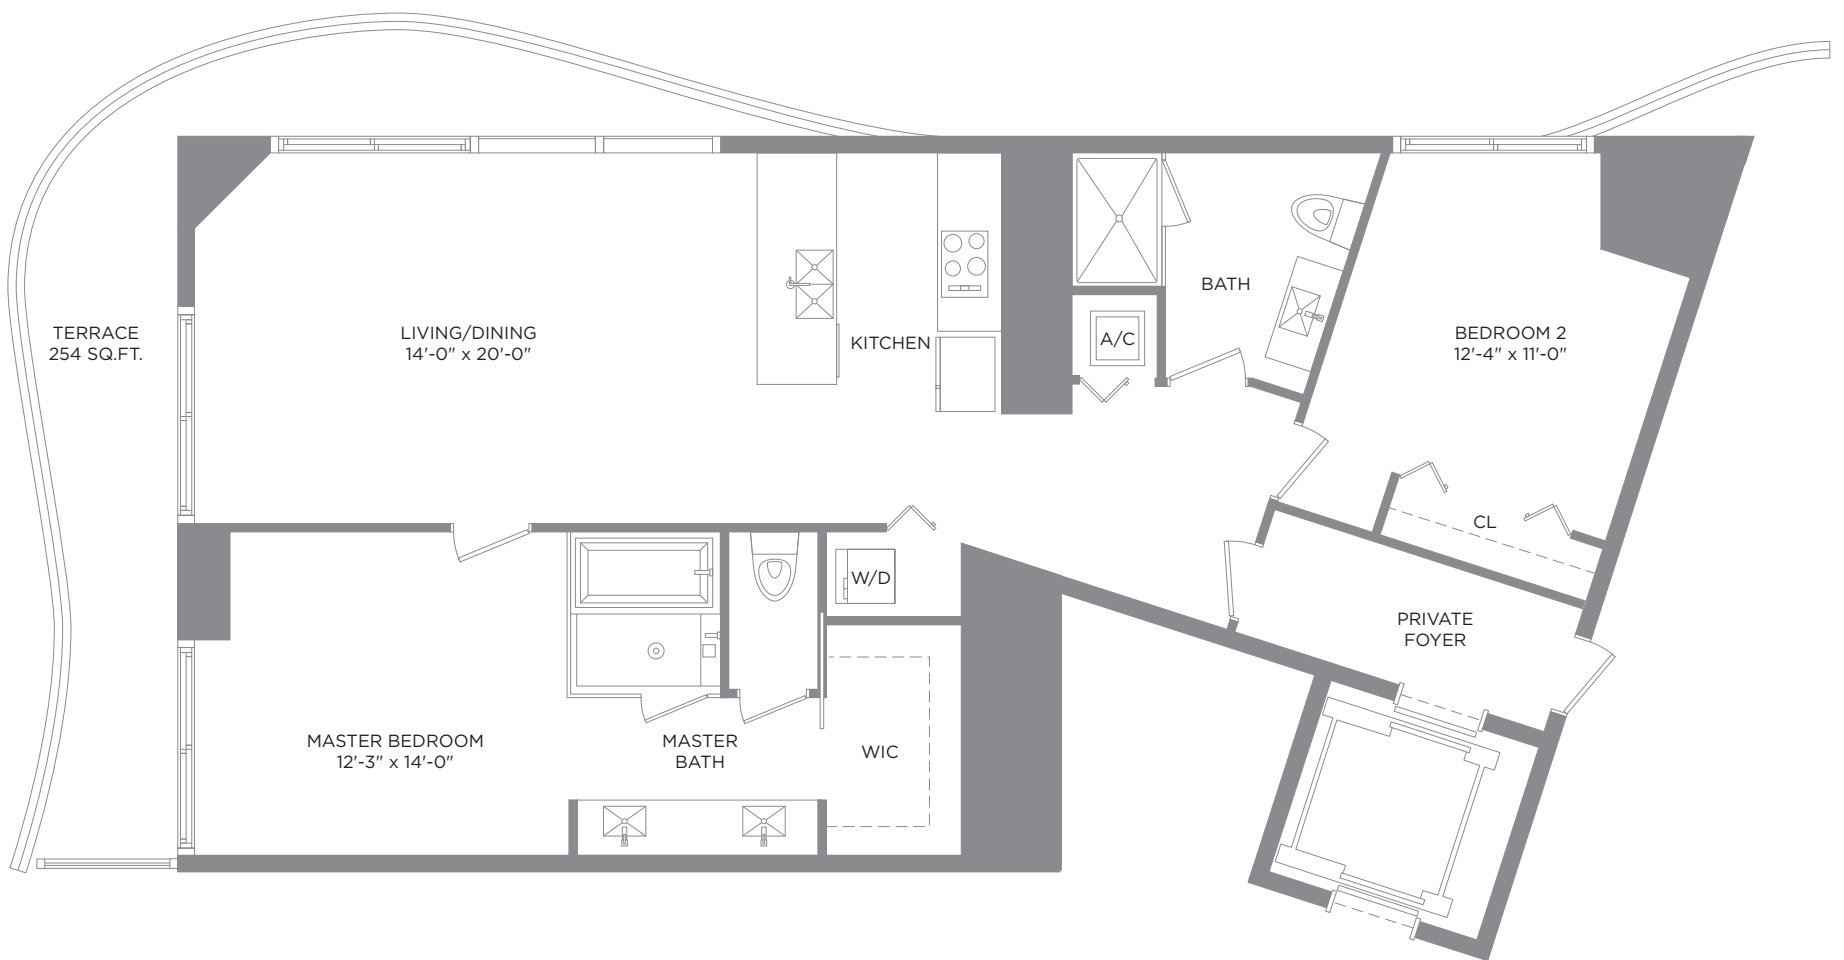 TERRACE
254 SQ.FT.
LIVING/DINING
14'-0" x 20'-0"
KITCHEN
A/C
BATH
BEDROOM 2
12'-4" x 11'-0"
CL
W/D
PRIVATE
FOYER
MASTER BEDROOM
12'-3" x 14'-0"
MASTER
BATH
WIC